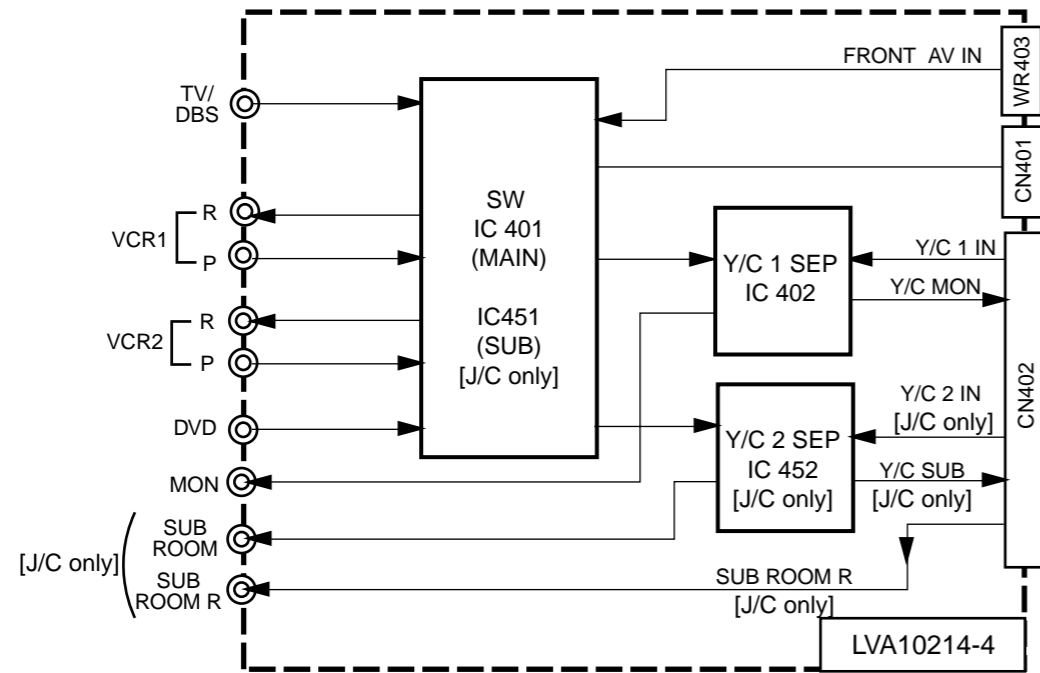 FRONT AV IN
WR403
TV/
DBS
CN401
R
VCR1
P
R
VCR2
P
DVD
MON
[J/C only]
SUB
ROOM
SUB
ROOM R
SW
IC 401
(MAIN)
IC451
(SUB)
[J/C only]
Y/C 1 SEP
IC 402
Y/C 1 IN
Y/C MON
Y/C 2 SEP
IC 452
[J/C only]
Y/C 2 IN
[J/C only]
Y/C SUB
[J/C only]
CN402
SUB ROOM R
[J/C only]
LVA10214-4